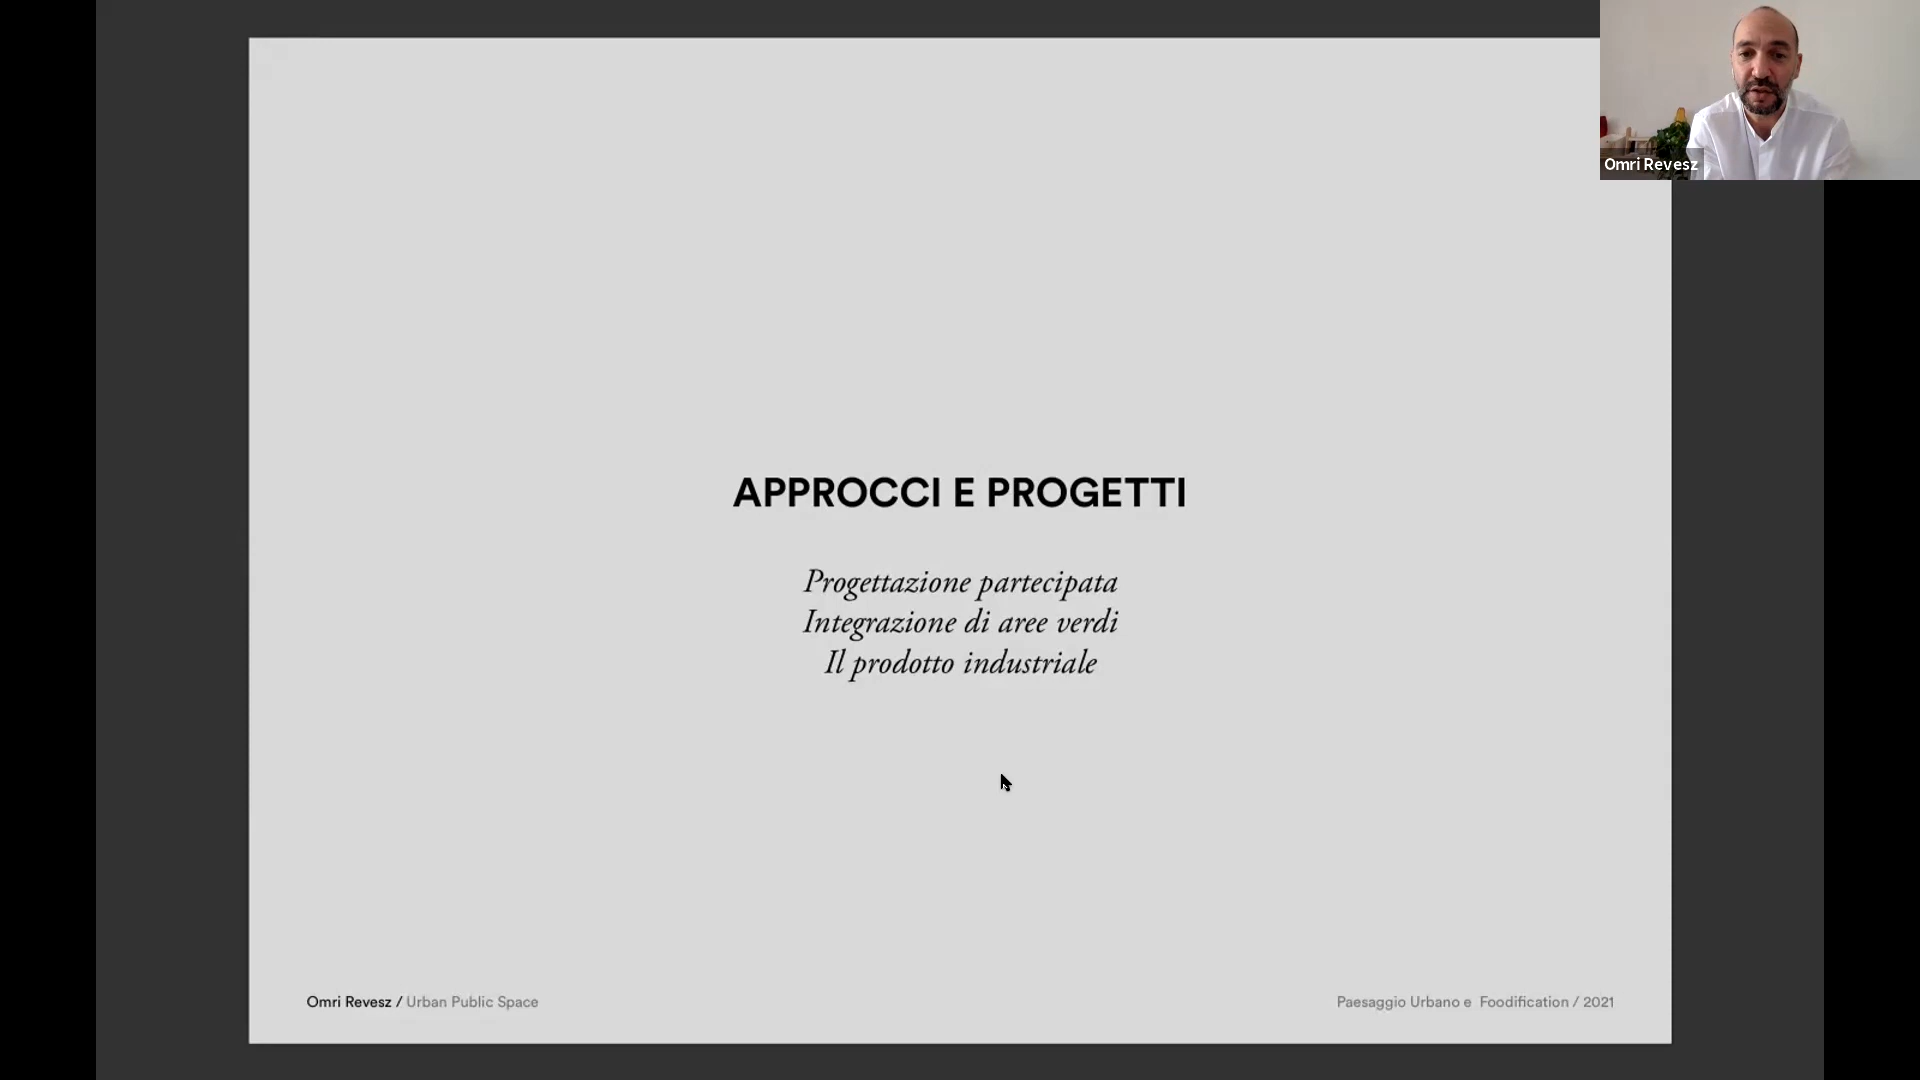 Omri Revesz
APPROCCI E PROGETTI
Progettazione partecipata
Integrazione di aree verdi
Il prodotto industriale
Omri Revesz / Urban Public Space
Paesaggio Urbano e Foodification / 2021